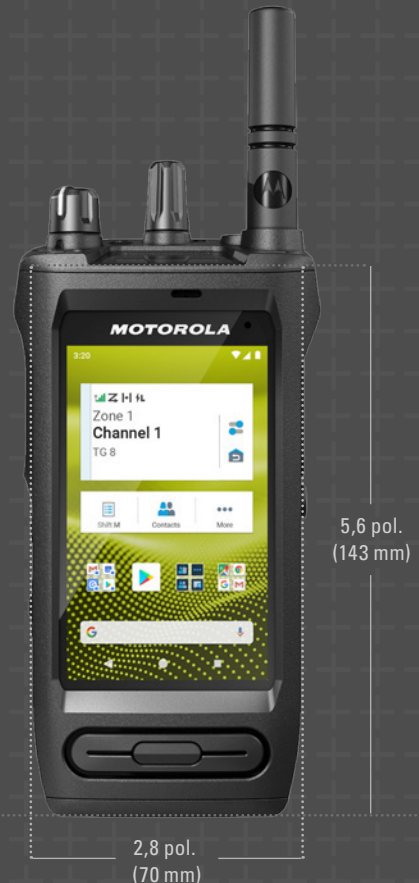 MOTOROLA
3:20
Zone 1
Channel 1
TG 8
Shift M
Contacts
More
5,6 pol.
(143 mm)
2,8 pol.
(70 mm)